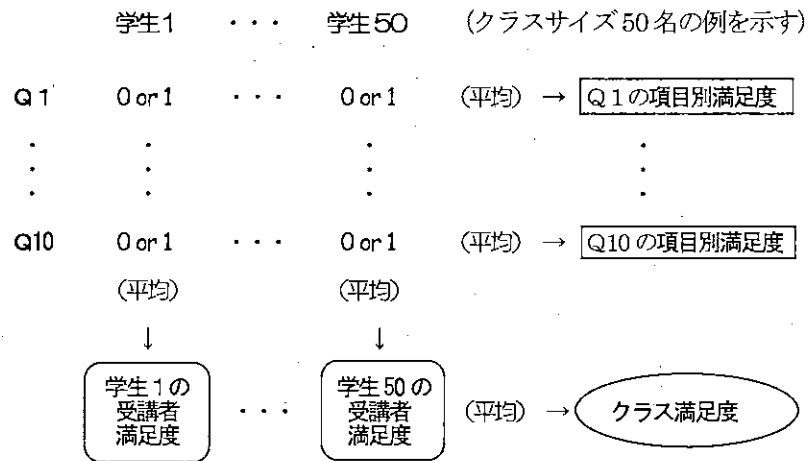 学生1 ・・・ 学生50 (クラスサイズ50名の例を示す)
Q1 0 or 1 ・・・ 0 or 1 (平均) → Q1の項目別満足度
・ ・ ・ ・
・ ・ ・ ・
・ ・ ・ ・
Q10 0 or 1 ・・・ 0 or 1 (平均) → Q10の項目別満足度
(平均) (平均)
↓ ↓
学生1の
受講者
満足度
・・・
学生50の
受講者
満足度
(平均) → クラス満足度